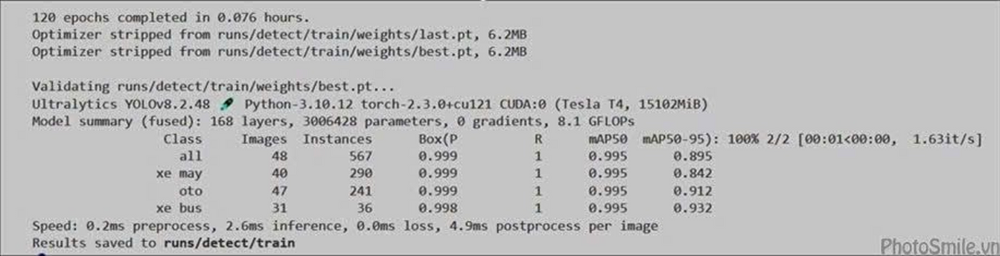 120 epochs completed in 0.076 hours.
Optimizer stripped from runs/detect/train/weights/last.pt, 6.2MB
Optimizer stripped from runs/detect/train/weights/best.pt, 6.2MB
Validating runs/detect/train/weights/best.pt...
Ultralytics YOLOv8.2.48 🚀 Python-3.10.12 torch-2.3.0+cu121 CUDA:0 (Tesla T4, 15102MiB)
Model summary (fused): 168 layers, 3006428 parameters, 0 gradients, 8.1 GFLOPs
Class Images Instances Box(P R mAP50 mAP50-95): 100% 2/2 [00:01<00:00, 1.63it/s]
all 48 567 0.999 1 0.995 0.895
xe may 40 290 0.999 1 0.995 0.842
oto 47 241 0.999 1 0.995 0.912
xe bus 31 36 0.998 1 0.995 0.932
Speed: 0.2ms preprocess, 2.6ms inference, 0.0ms loss, 4.9ms postprocess per image
Results saved to runs/detect/train
PhotoSmile.vn